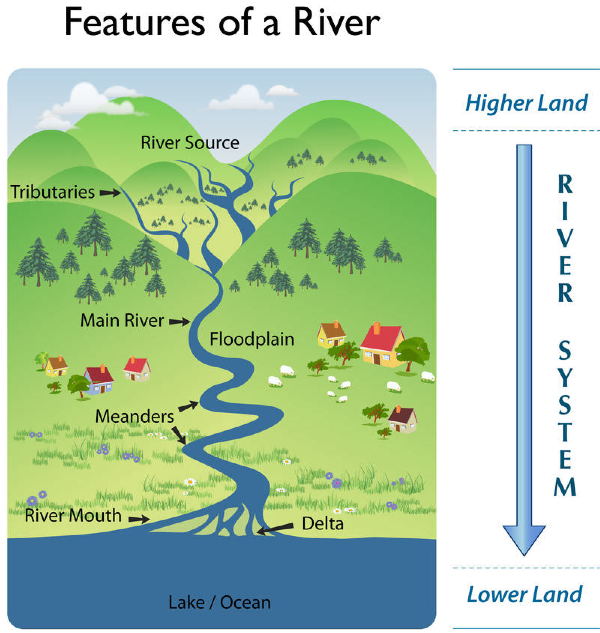 Features of a River
Higher Land
River Source
Tributaries
RIVER SYSTEM
Main River
Floodplain
Meanders
River Mouth
Delta
Lake / Ocean
Lower Land